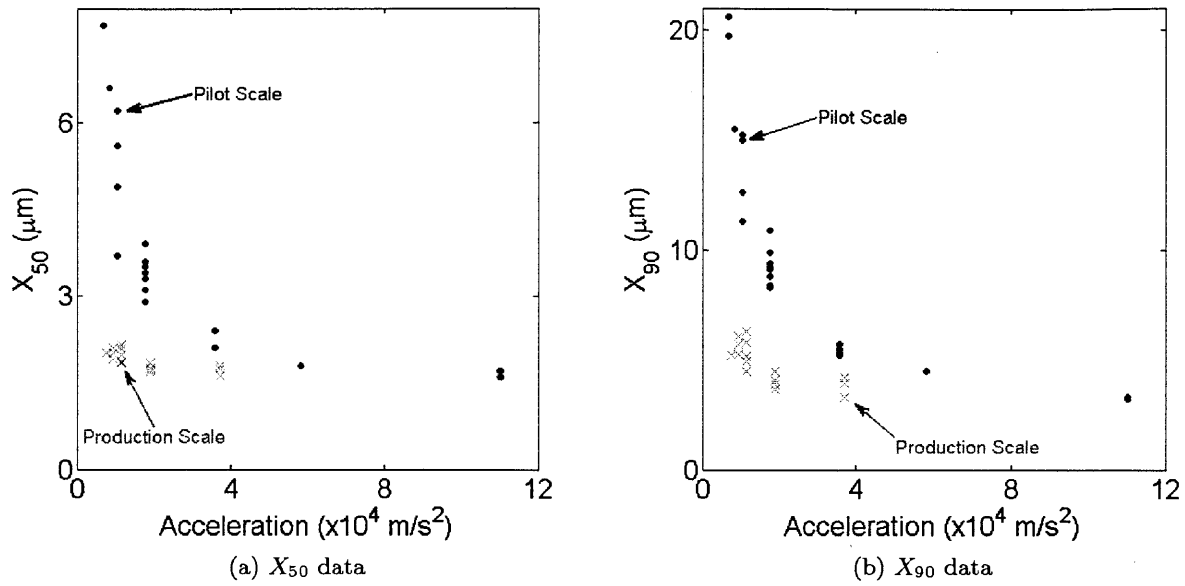 Pilot Scale
6
X50 (μm)
3
Production Scale
0
0
4
8
12
Acceleration (x10^4 m/s^2)
(a) X50 data
20
Pilot Scale
X90 (μm)
10
Production Scale
0
0
4
8
12
Acceleration (x10^4 m/s^2)
(b) X90 data